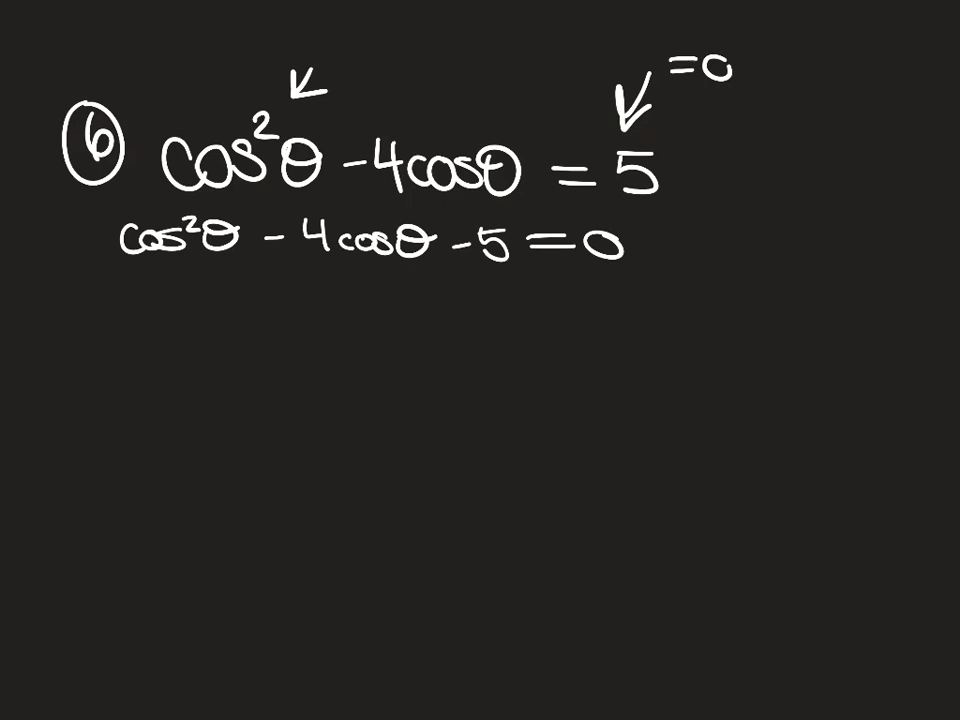 =0
⑥ cos²θ - 4cosθ = 5
cos²θ - 4cosθ - 5 = 0